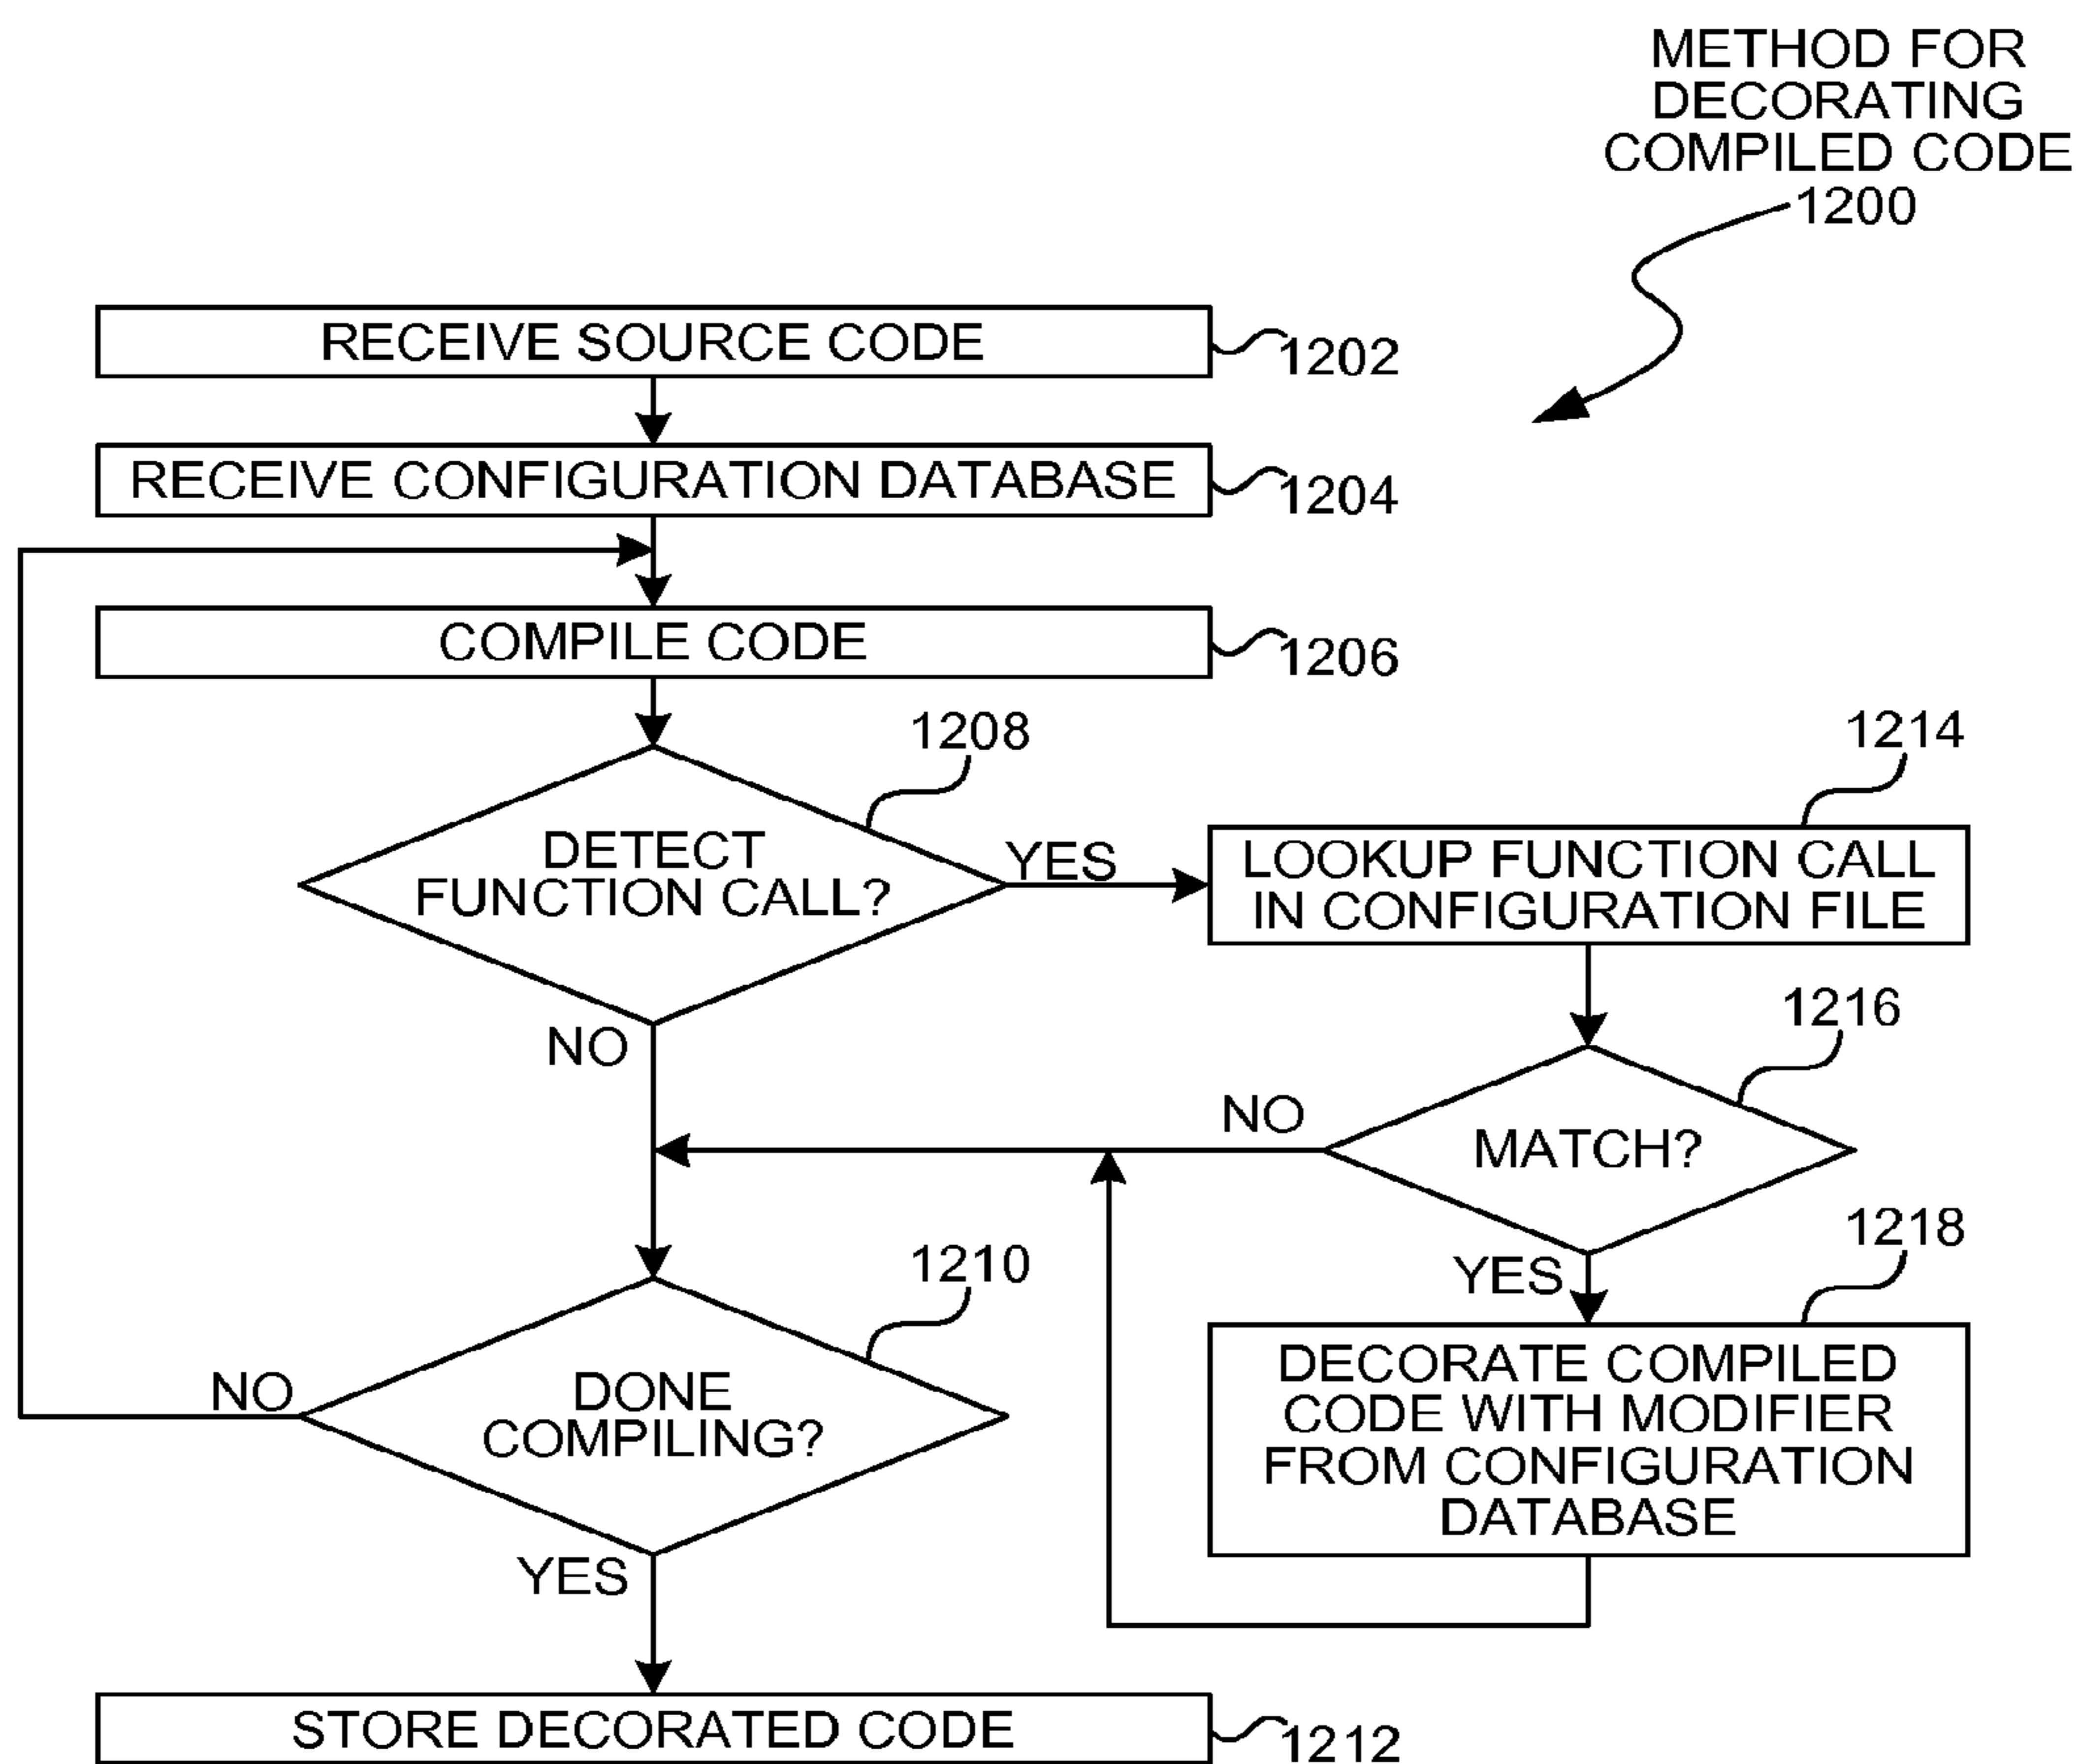 METHOD FOR
DECORATING
COMPILED CODE
1200
RECEIVE SOURCE CODE
1202
RECEIVE CONFIGURATION DATABASE
1204
COMPILE CODE
1206
1208
DETECT
FUNCTION CALL?
YES
NO
1214
LOOKUP FUNCTION CALL
IN CONFIGURATION FILE
1216
MATCH?
NO
YES
1218
DECORATE COMPILED
CODE WITH MODIFIER
FROM CONFIGURATION
DATABASE
1210
DONE
COMPILING?
NO
YES
STORE DECORATED CODE
1212